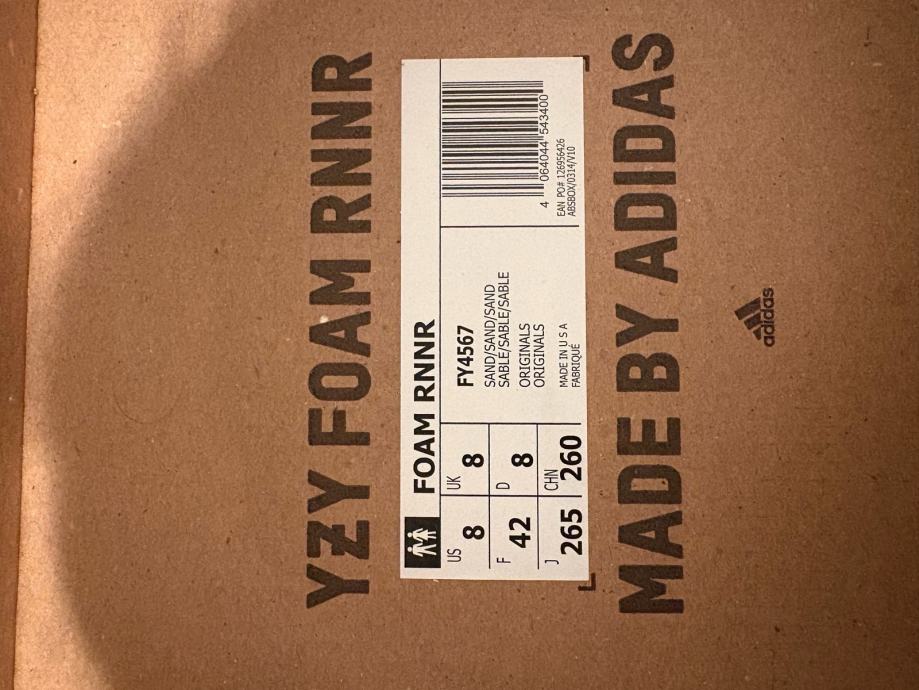 YZY FOAM RNNR
FOAM RNNR
US 8
UK 8
F 42
D 8
J 265
CHN 260
FY4567
SAND/SAND/SAND
SABLE/SABLE/SABLE
ORIGINALS
ORIGINALS
MADE IN U S A
FABRIQUÉ
4 064044 543400
EAN PO# 126956426
ABSBOX/0314/V10
MADE BY ADIDAS
adidas